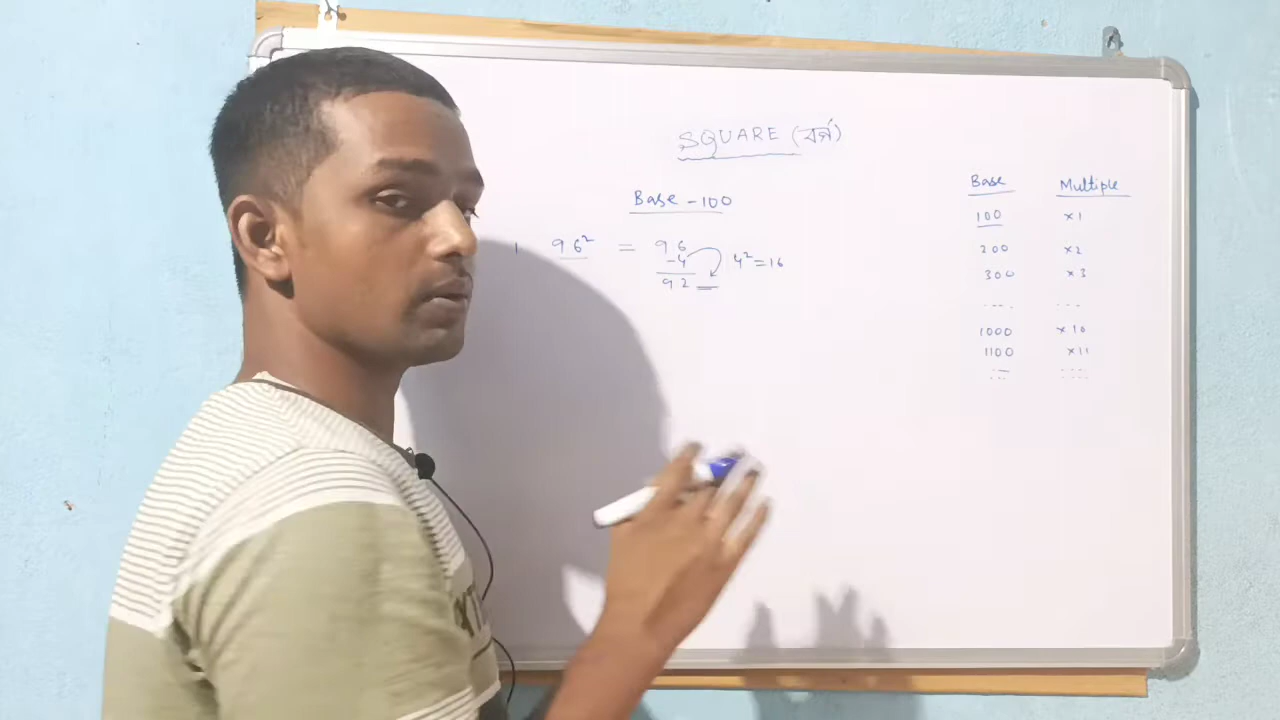 SQUARE (বর্গ)
Base - 100
1 96² = 96
-4 4² = 16
92
Base Multiple
100 ×1
200 ×2
300 ×3
.... ...
1000 ×10
1100 ×11